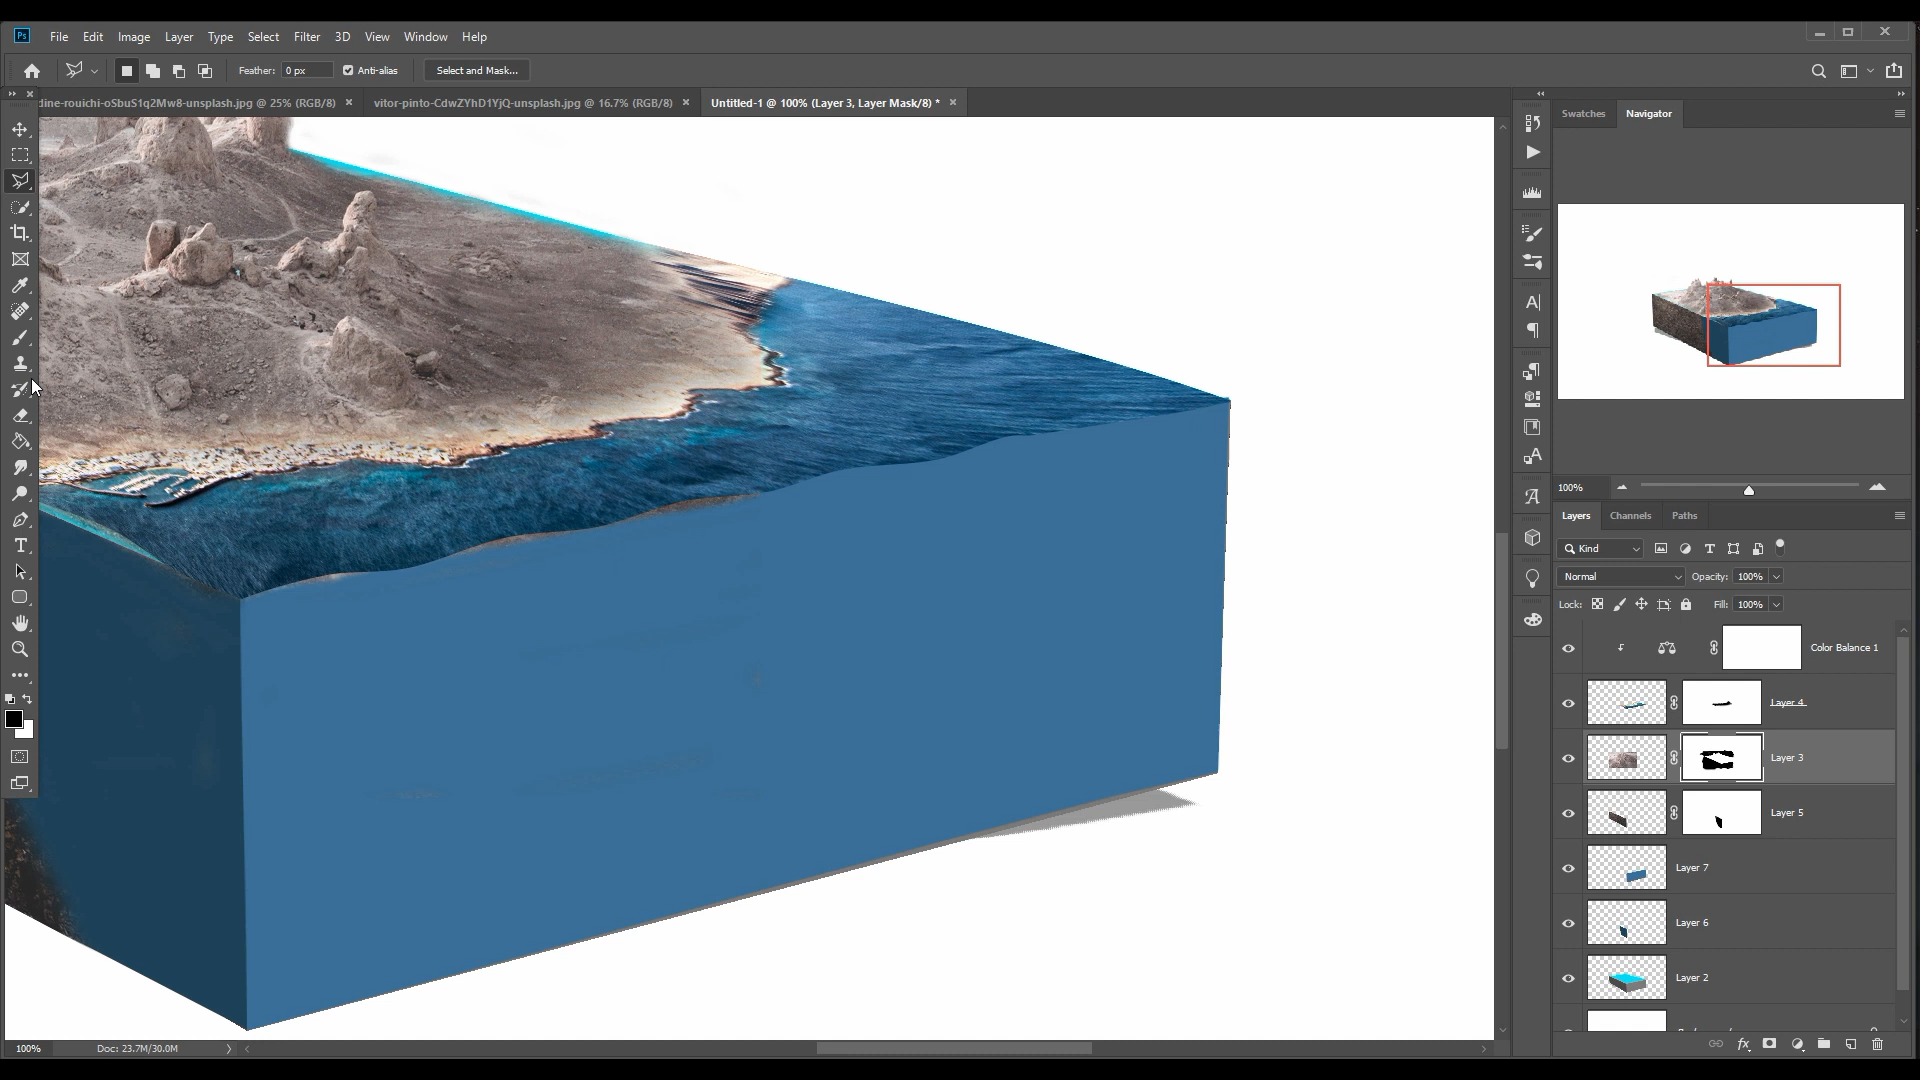 Ps File Edit Image Layer Type Select Filter 3D View Window Help
Feather: 0 px Anti-alias Select and Mask...
dine-rouichi-oSbuS1q2Mw8-unsplash.jpg @ 25% (RGB/8) × vitor-pinto-CdwZYhD1YjQ-unsplash.jpg @ 16.7% (RGB/8) × Untitled-1 @ 100% (Layer 3, Layer Mask/8) * ×
Swatches Navigator
100%
Layers Channels Paths
Kind
Normal Opacity: 100%
Lock: Fill: 100%
Color Balance 1
Layer 4
Layer 3
Layer 5
Layer 7
Layer 6
Layer 2
100% Doc: 23.7M/30.0M